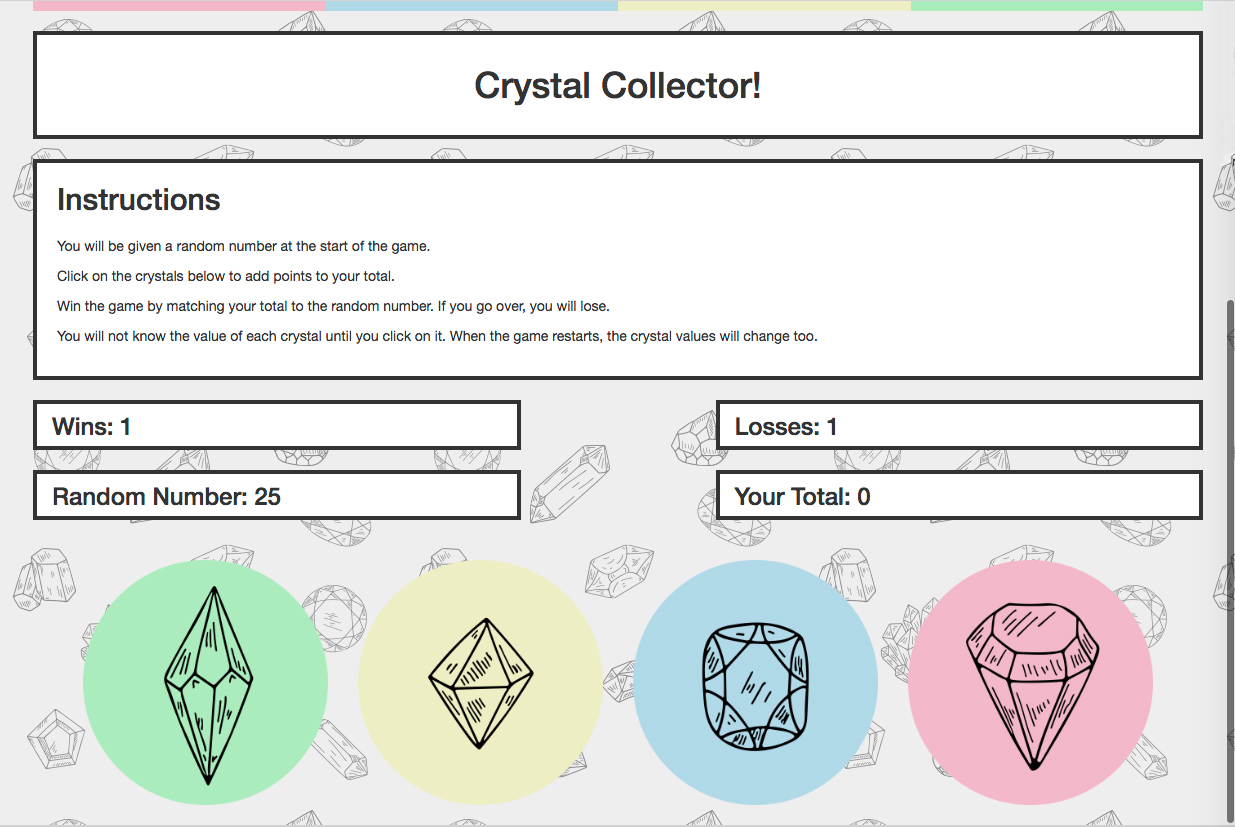 Crystal Collector!
Instructions
You will be given a random number at the start of the game.
Click on the crystals below to add points to your total.
Win the game by matching your total to the random number. If you go over, you will lose.
You will not know the value of each crystal until you click on it. When the game restarts, the crystal values will change too.
Wins: 1
Losses: 1
Random Number: 25
Your Total: 0